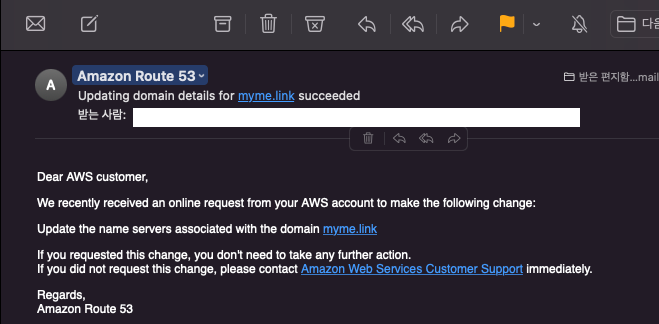 다음
A
Amazon Route 53
받은 편지함...mail
Updating domain details for myme.link succeeded
받는 사람:
Dear AWS customer,
We recently received an online request from your AWS account to make the following change:
Update the name servers associated with the domain myme.link
If you requested this change, you don't need to take any further action.
If you did not request this change, please contact Amazon Web Services Customer Support immediately.
Regards,
Amazon Route 53